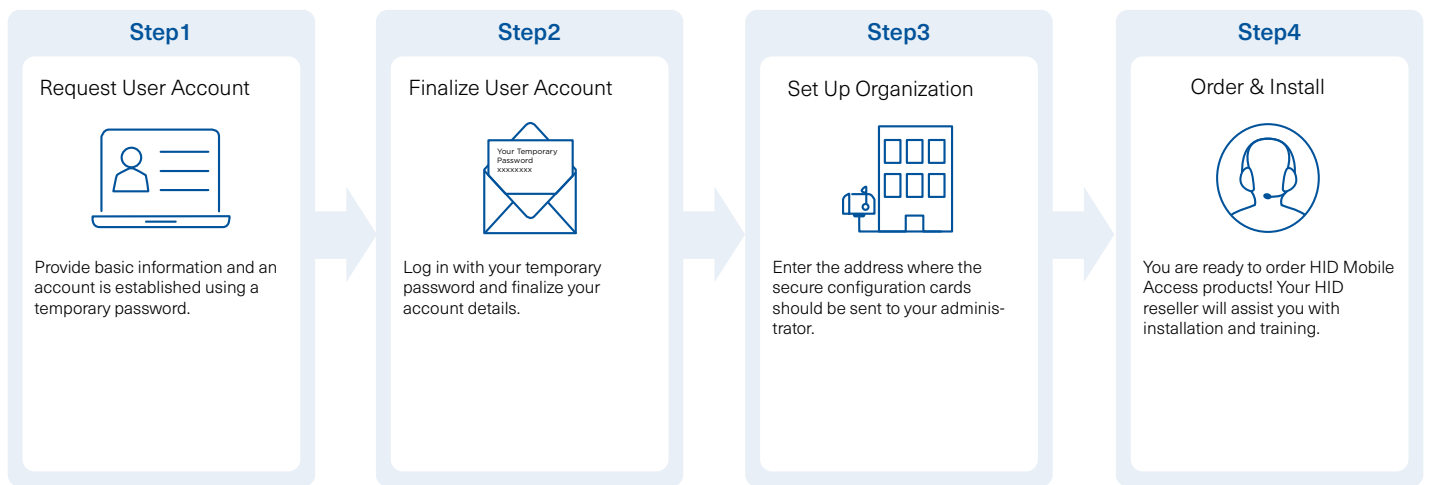 Step1
Request User Account
Provide basic information and an
account is established using a
temporary password.
Step2
Finalize User Account
Your Temporary
Password
xxxxxxxx
Log in with your temporary
password and finalize your
account details.
Step3
Set Up Organization
Enter the address where the
secure configuration cards
should be sent to your adminis-
trator.
Step4
Order & Install
You are ready to order HID Mobile
Access products! Your HID
reseller will assist you with
installation and training.